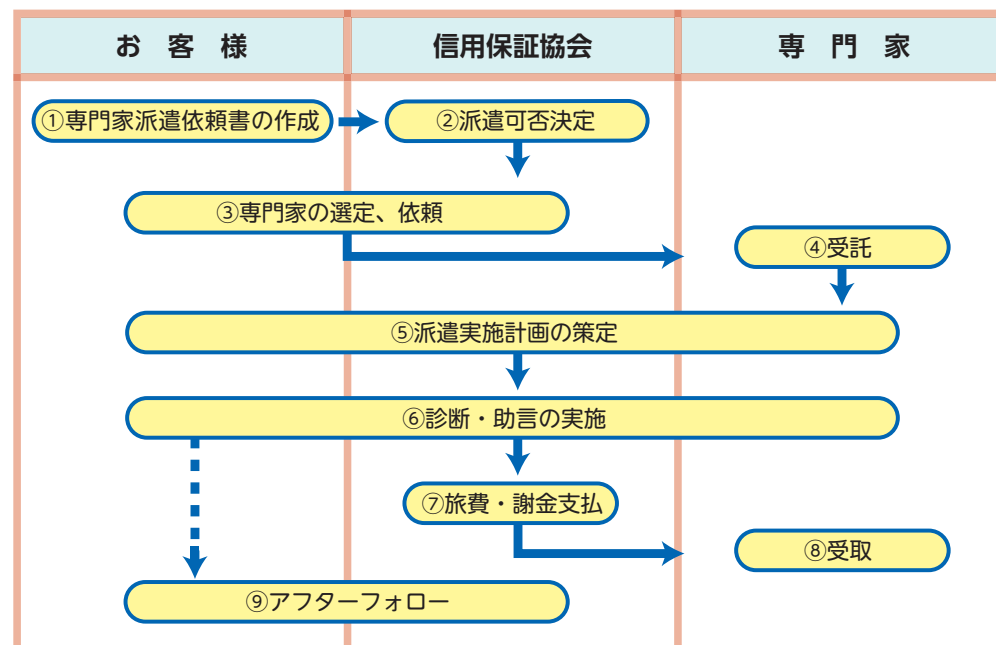 お客様
信用保証協会
専門家
①専門家派遣依頼書の作成
②派遣可否決定
③専門家の選定、依頼
④受託
⑤派遣実施計画の策定
⑥診断・助言の実施
⑦旅費・謝金支払
⑧受取
⑨アフターフォロー